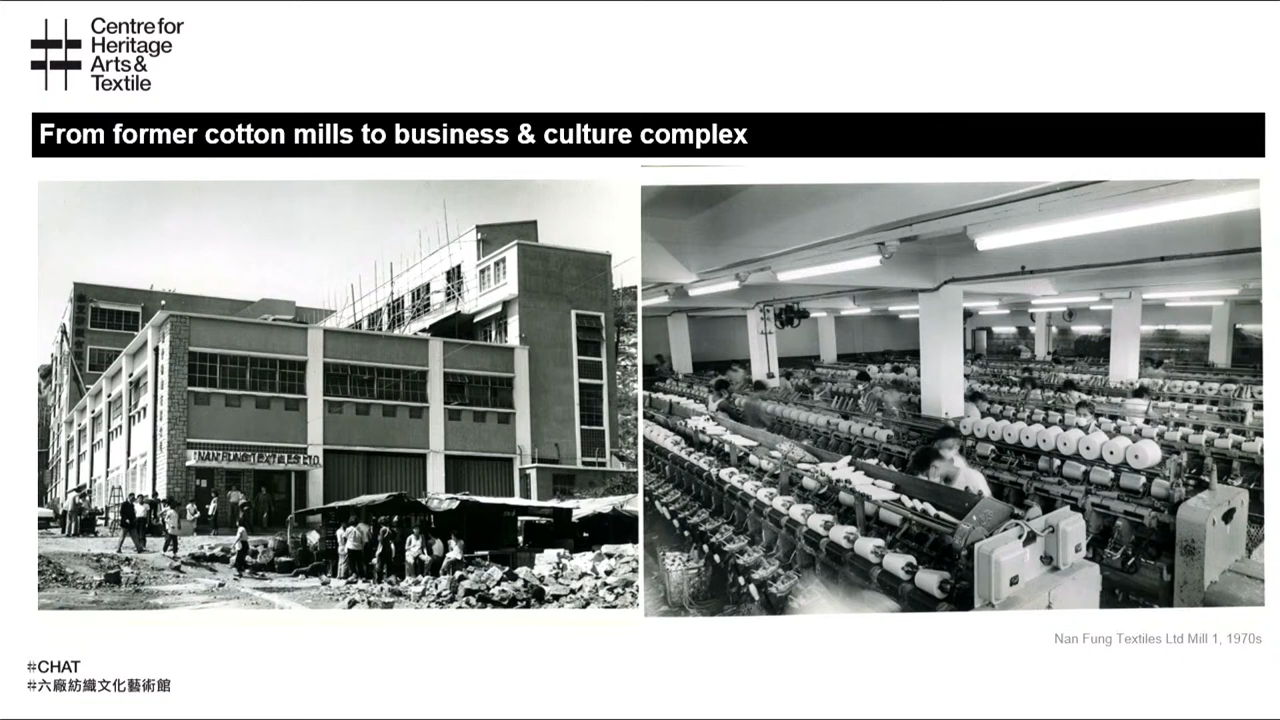 Centre for
Heritage
Arts &
Textile
From former cotton mills to business & culture complex
NAN FUNG TEXTILES LTD.
Nan Fung Textiles Ltd Mill 1, 1970s
#CHAT
#六廠紡織文化藝術館